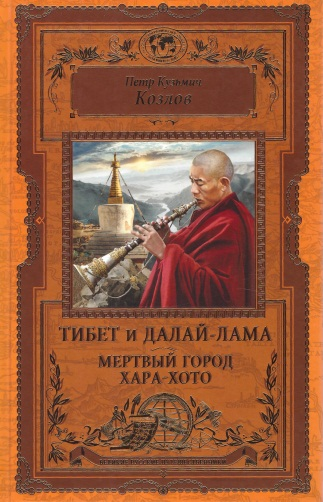 Петр Кузьмич
Козлов
ТИБЕТ и ДАЛАЙ-ЛАМА
МЕРТВЫЙ ГОРОД
ХАРА-ХОТО